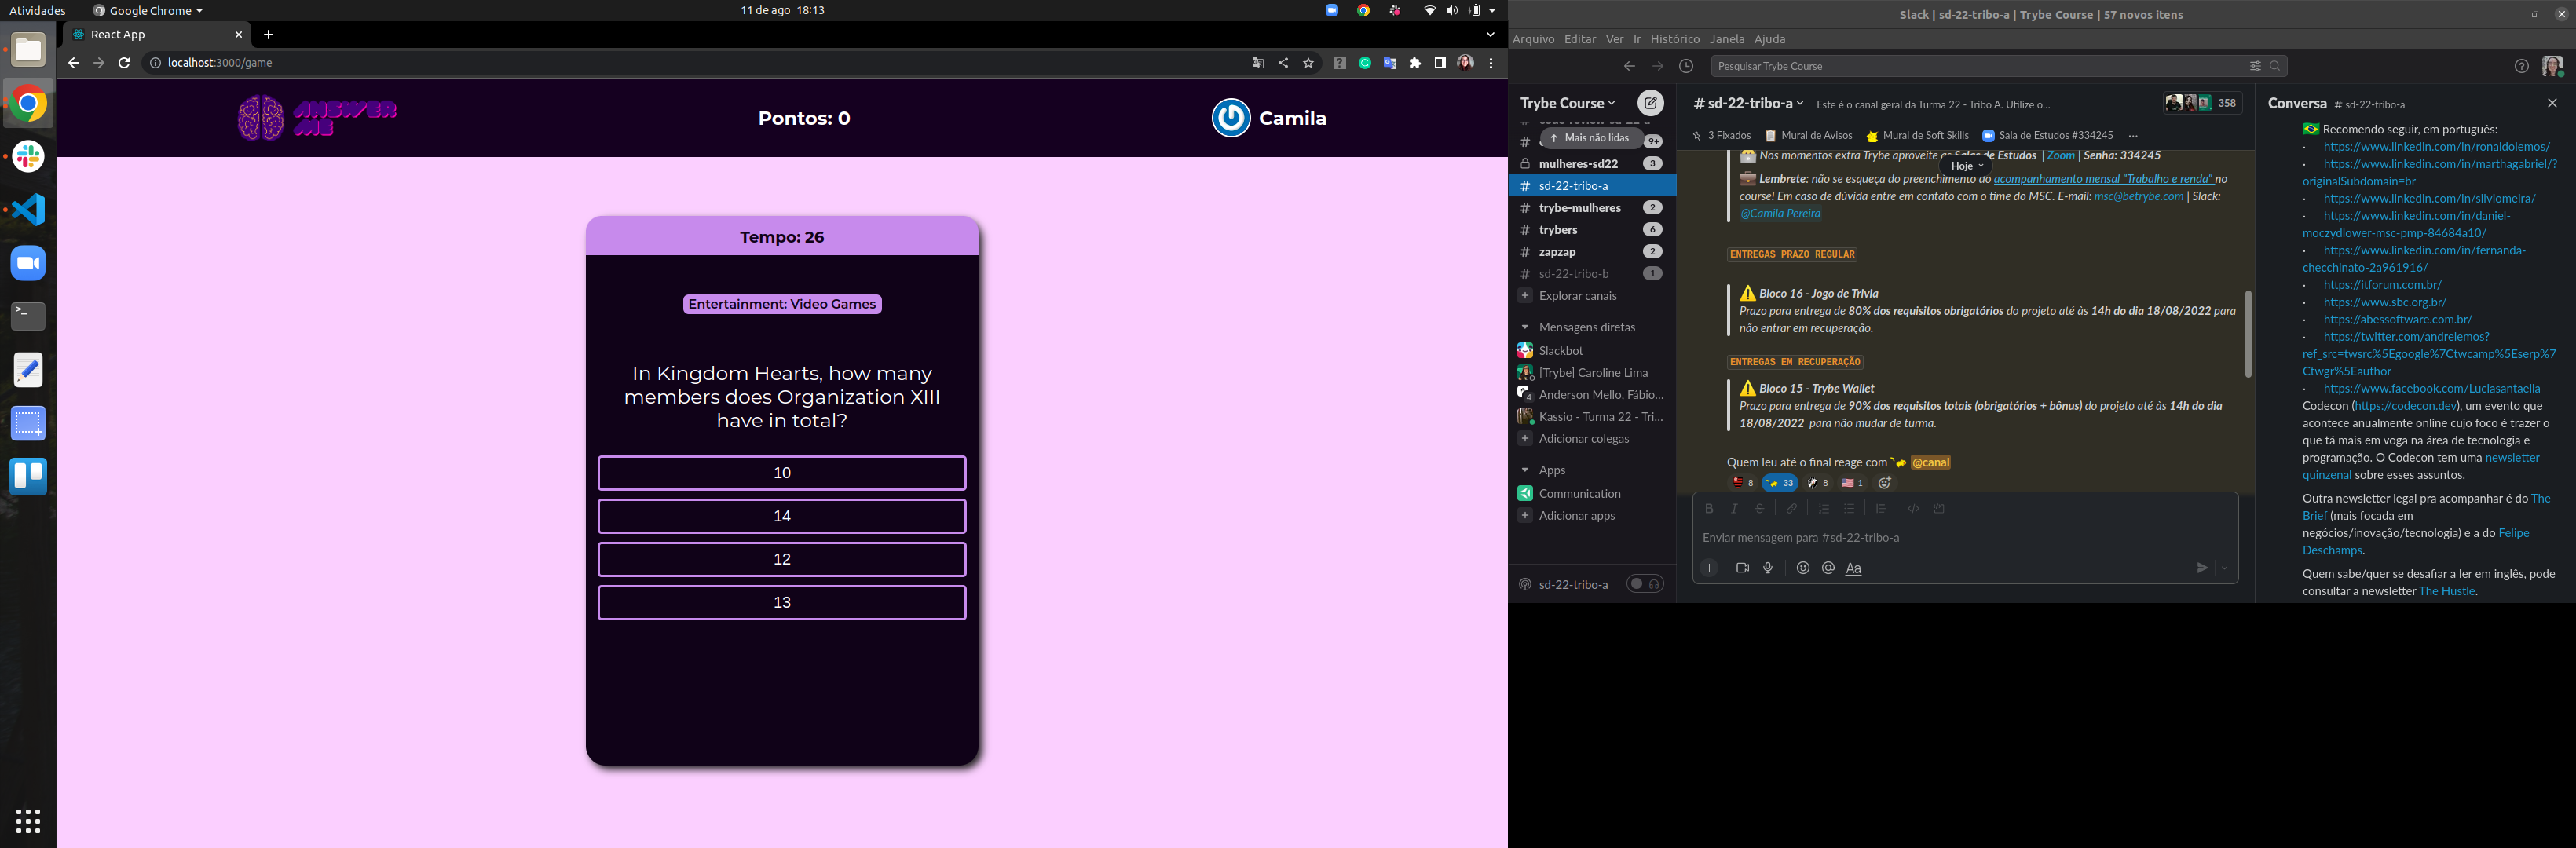 Atividades
Google Chrome
11 de ago 18:13
React App
localhost:3000/game
ANSWER
ME
Pontos: 0
Camila
Tempo: 26
Entertainment: Video Games
In Kingdom Hearts, how many
members does Organization XIII
have in total?
10
14
12
13
Slack | sd-22-tribo-a | Trybe Course | 57 novos itens
Arquivo Editar Ver Ir Histórico Janela Ajuda
Pesquisar Trybe Course
Trybe Course
Mais não lidas
9+
mulheres-sd22 3
# sd-22-tribo-a
# trybe-mulheres 2
# trybers 6
# zapzap 2
# sd-22-tribo-b 1
+ Explorar canais
Mensagens diretas
Slackbot
[Trybe] Caroline Lima
4 Anderson Mello, Fábio...
Kassio - Turma 22 - Tri...
+ Adicionar colegas
Apps
Communication
+ Adicionar apps
sd-22-tribo-a
# sd-22-tribo-a
Este é o canal geral da Turma 22 - Tribo A. Utilize o...
358
3 Fixados
Mural de Avisos
Mural de Soft Skills
Sala de Estudos #334245
...
Hoje
Nos momentos extra Trybe aproveite as Salas de Estudos | Zoom | Senha: 334245
Lembrete: não se esqueça do preenchimento do acompanhamento mensal "Trabalho e renda" no
course! Em caso de dúvida entre em contato com o time do MSC. E-mail: msc@betrybe.com | Slack:
@Camila Pereira
ENTREGAS PRAZO REGULAR
Bloco 16 - Jogo de Trivia
Prazo para entrega de 80% dos requisitos obrigatórios do projeto até às 14h do dia 18/08/2022 para
não entrar em recuperação.
ENTREGAS EM RECUPERAÇÃO
Bloco 15 - Trybe Wallet
Prazo para entrega de 90% dos requisitos totais (obrigatórios + bônus) do projeto até às 14h do dia
18/08/2022 para não mudar de turma.
Quem leu até o final reage com @canal
8 33 8 1
B I S
Enviar mensagem para #sd-22-tribo-a
+ @ Aa
Conversa # sd-22-tribo-a
Recomendo seguir, em português:
· https://www.linkedin.com/in/ronaldolemos/
· https://www.linkedin.com/in/marthagabriel/?
originalSubdomain=br
· https://www.linkedin.com/in/silviomeira/
· https://www.linkedin.com/in/daniel-
moczydlower-msc-pmp-84684a10/
· https://www.linkedin.com/in/fernanda-
checchinato-2a961916/
· https://itforum.com.br/
· https://www.sbc.org.br/
· https://abessoftware.com.br/
· https://twitter.com/andrelemos?
ref_src=twsrc%5Egoogle%7Ctwcamp%5Eserp%7
Ctwgr%5Eauthor
· https://www.facebook.com/Luciasantaella
Codecon (https://codecon.dev), um evento que
acontece anualmente online cujo foco é trazer o
que tá mais em voga na área de tecnologia e
programação. O Codecon tem uma newsletter
quinzenal sobre esses assuntos.
Outra newsletter legal pra acompanhar é do The
Brief (mais focada em
negócios/inovação/tecnologia) e a do Felipe
Deschamps.
Quem sabe/quer se desafiar a ler em inglês, pode
consultar a newsletter The Hustle.